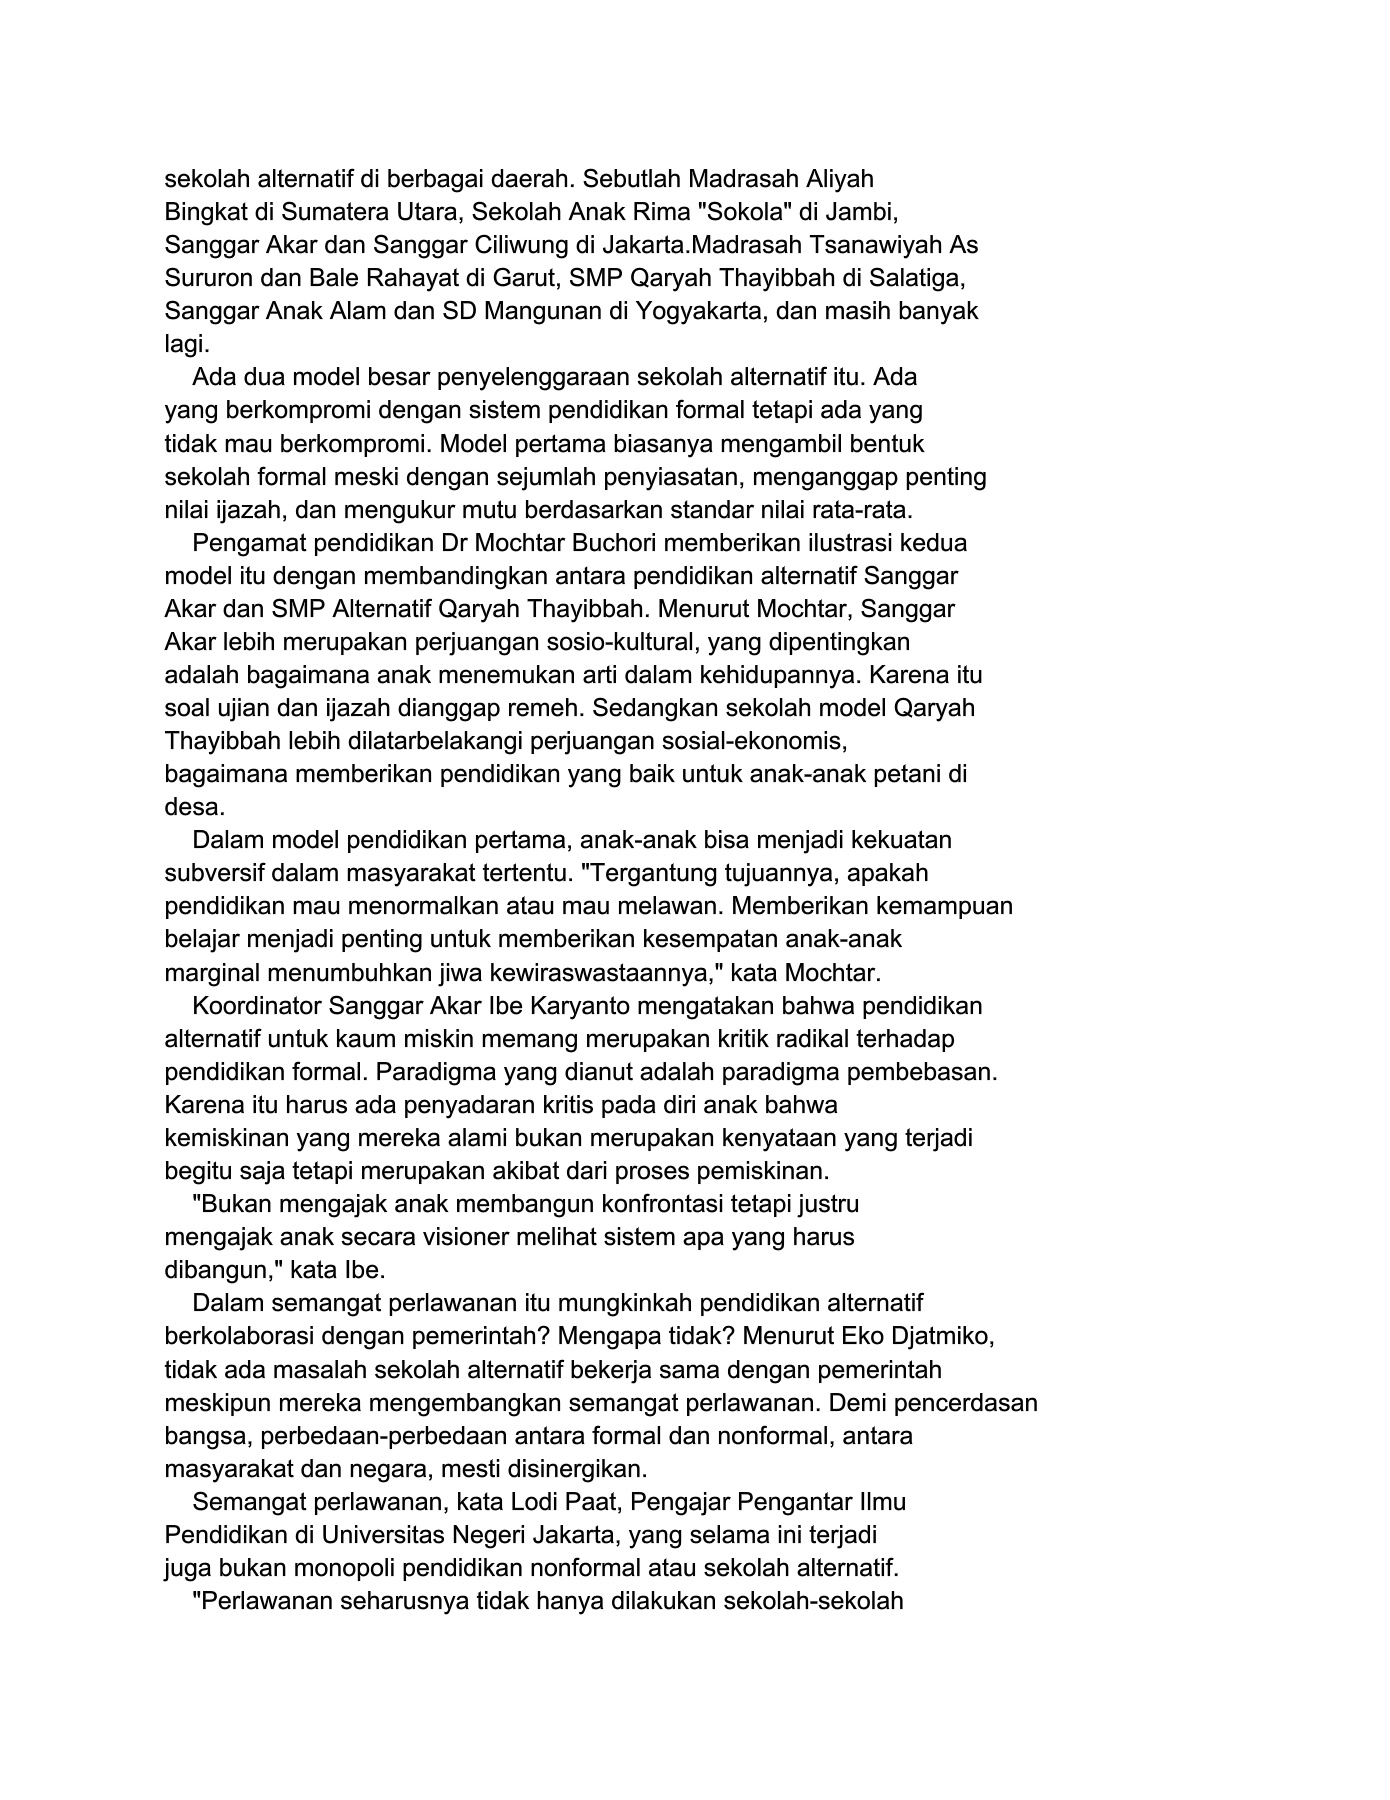 sekolah alternatif di berbagai daerah. Sebutlah Madrasah Aliyah
Bingkat di Sumatera Utara, Sekolah Anak Rima "Sokola" di Jambi,
Sanggar Akar dan Sanggar Ciliwung di Jakarta.Madrasah Tsanawiyah As
Sururon dan Bale Rahayat di Garut, SMP Qaryah Thayibbah di Salatiga,
Sanggar Anak Alam dan SD Mangunan di Yogyakarta, dan masih banyak
lagi.
Ada dua model besar penyelenggaraan sekolah alternatif itu. Ada
yang berkompromi dengan sistem pendidikan formal tetapi ada yang
tidak mau berkompromi. Model pertama biasanya mengambil bentuk
sekolah formal meski dengan sejumlah penyiasatan, menganggap penting
nilai ijazah, dan mengukur mutu berdasarkan standar nilai rata-rata.
Pengamat pendidikan Dr Mochtar Buchori memberikan ilustrasi kedua
model itu dengan membandingkan antara pendidikan alternatif Sanggar
Akar dan SMP Alternatif Qaryah Thayibbah. Menurut Mochtar, Sanggar
Akar lebih merupakan perjuangan sosio-kultural, yang dipentingkan
adalah bagaimana anak menemukan arti dalam kehidupannya. Karena itu
soal ujian dan ijazah dianggap remeh. Sedangkan sekolah model Qaryah
Thayibbah lebih dilatarbelakangi perjuangan sosial-ekonomis,
bagaimana memberikan pendidikan yang baik untuk anak-anak petani di
desa.
Dalam model pendidikan pertama, anak-anak bisa menjadi kekuatan
subversif dalam masyarakat tertentu. "Tergantung tujuannya, apakah
pendidikan mau menormalkan atau mau melawan. Memberikan kemampuan
belajar menjadi penting untuk memberikan kesempatan anak-anak
marginal menumbuhkan jiwa kewiraswastaannya," kata Mochtar.
Koordinator Sanggar Akar Ibe Karyanto mengatakan bahwa pendidikan
alternatif untuk kaum miskin memang merupakan kritik radikal terhadap
pendidikan formal. Paradigma yang dianut adalah paradigma pembebasan.
Karena itu harus ada penyadaran kritis pada diri anak bahwa
kemiskinan yang mereka alami bukan merupakan kenyataan yang terjadi
begitu saja tetapi merupakan akibat dari proses pemiskinan.
"Bukan mengajak anak membangun konfrontasi tetapi justru
mengajak anak secara visioner melihat sistem apa yang harus
dibangun," kata Ibe.
Dalam semangat perlawanan itu mungkinkah pendidikan alternatif
berkolaborasi dengan pemerintah? Mengapa tidak? Menurut Eko Djatmiko,
tidak ada masalah sekolah alternatif bekerja sama dengan pemerintah
meskipun mereka mengembangkan semangat perlawanan. Demi pencerdasan
bangsa, perbedaan-perbedaan antara formal dan nonformal, antara
masyarakat dan negara, mesti disinergikan.
Semangat perlawanan, kata Lodi Paat, Pengajar Pengantar Ilmu
Pendidikan di Universitas Negeri Jakarta, yang selama ini terjadi
juga bukan monopoli pendidikan nonformal atau sekolah alternatif.
"Perlawanan seharusnya tidak hanya dilakukan sekolah-sekolah